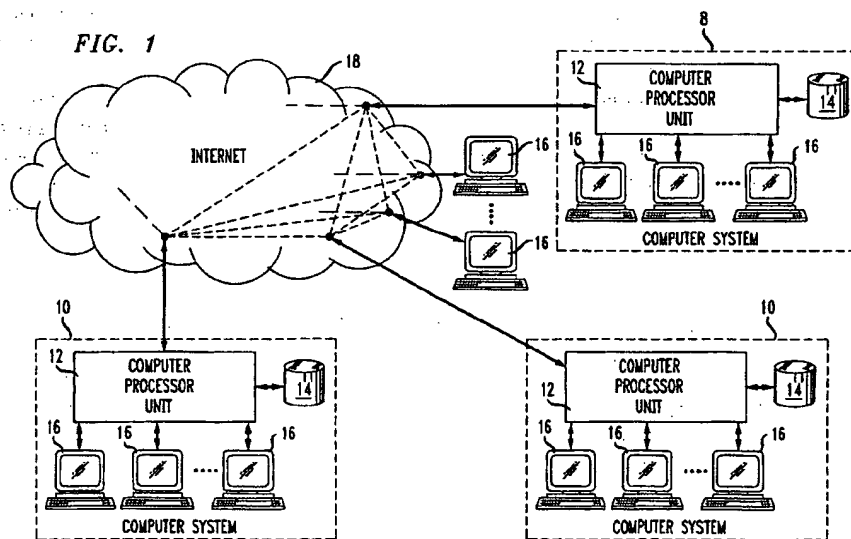 FIG. 1
18
INTERNET
16
16
8
12
COMPUTER
PROCESSOR
UNIT
14
16
16
16
COMPUTER SYSTEM
10
12
COMPUTER
PROCESSOR
UNIT
14
16
16
16
COMPUTER SYSTEM
10
12
COMPUTER
PROCESSOR
UNIT
14
16
16
16
COMPUTER SYSTEM